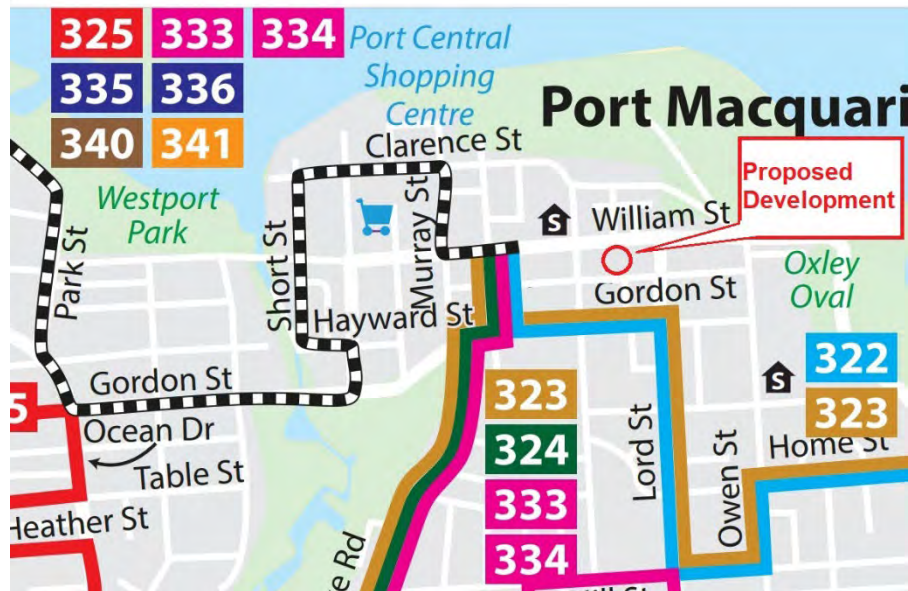 325 333 334
335 336
340 341
Port Central
Shopping
Centre
Port Macquari
Clarence St
Proposed
Development
Westport
Park
S
William St
Park St
Short St
Murray St
Oxley
Oval
Gordon St
Hayward St
S
322
323
Gordon St
323
324
333
334
5
Ocean Dr
Table St
Lord St
Owen St
Home St
Heather St
e Rd